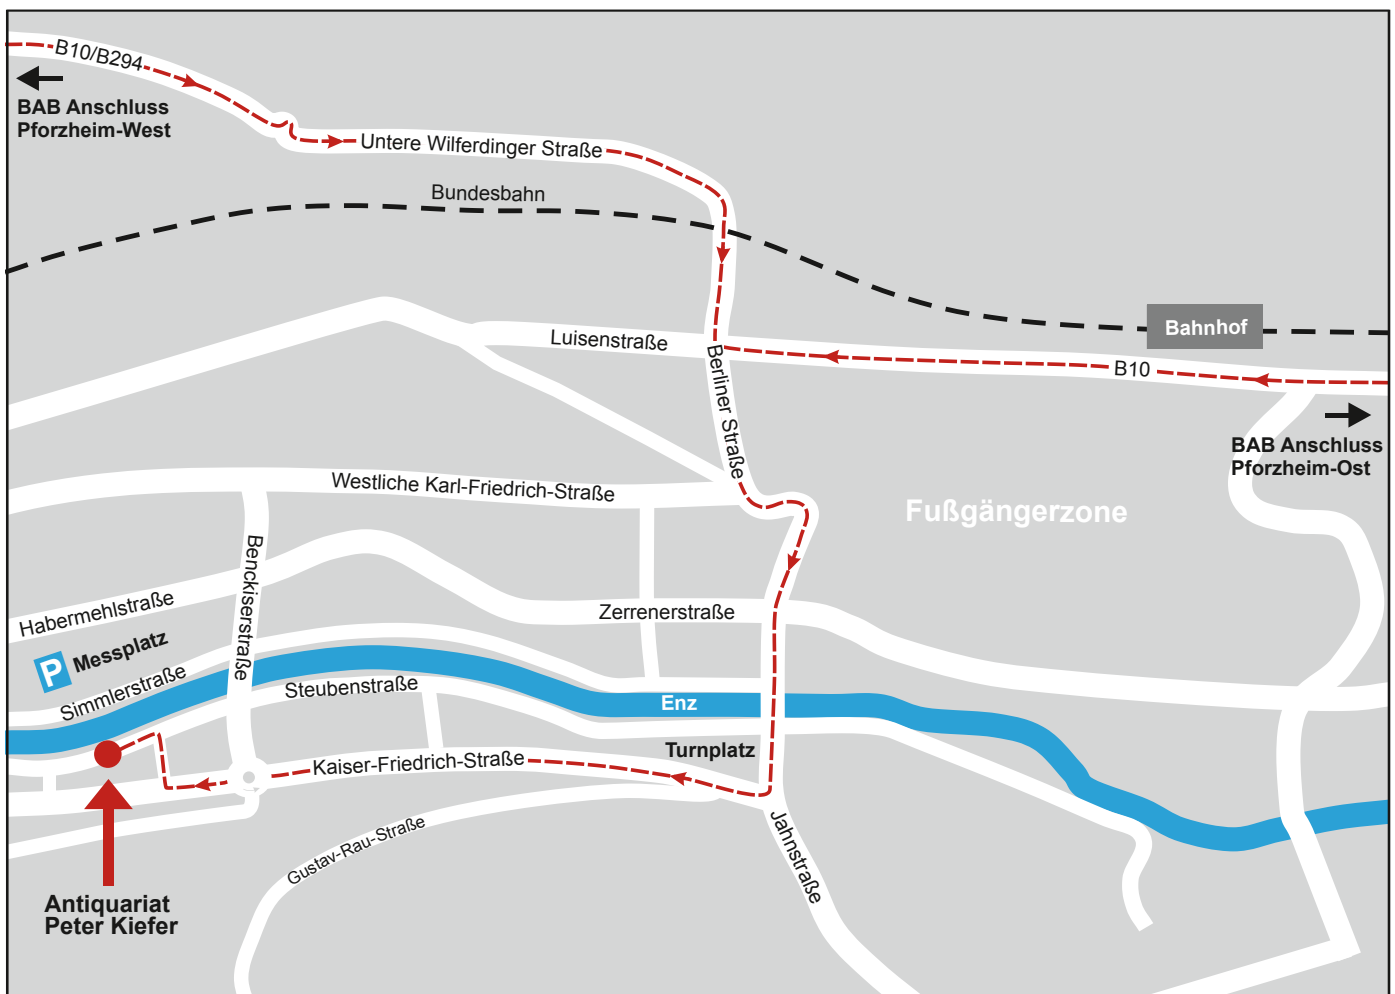 B10/B294
BAB Anschluss
Pforzheim-West
Untere Wilferdinger Straße
Bundesbahn
Bahnhof
Luisenstraße
B10
Berliner Straße
BAB Anschluss
Pforzheim-Ost
Westliche Karl-Friedrich-Straße
Fußgängerzone
Benckiserstraße
Habermehlstraße
Zerrenerstraße
P Messplatz
Simmlerstraße
Steubenstraße
Enz
Turnplatz
Kaiser-Friedrich-Straße
Gustav-Rau-Straße
Jahnstraße
Antiquariat
Peter Kiefer